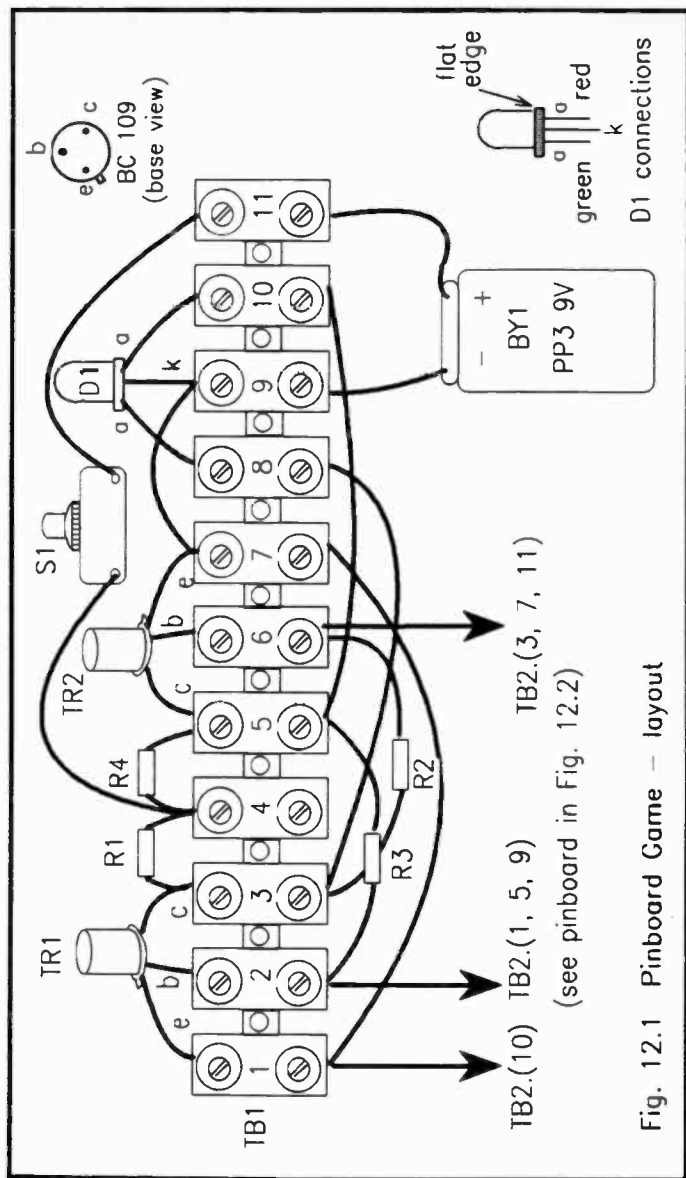 b
e c
BC 109
(base view)
flat
edge
green a a red
k
D1 connections
S1
D1
a a
k
TR1
TR2
R1
R4
e b c
c b e
TB1
1 2 3 4 5 6 7 8 9 10 11
R3
R2
- +
BY1
PP3 9V
TB2.(10) TB2.(1, 5, 9) TB2.(3, 7, 11)
(see pinboard in Fig. 12.2)
Fig. 12.1 Pinboard Game – layout